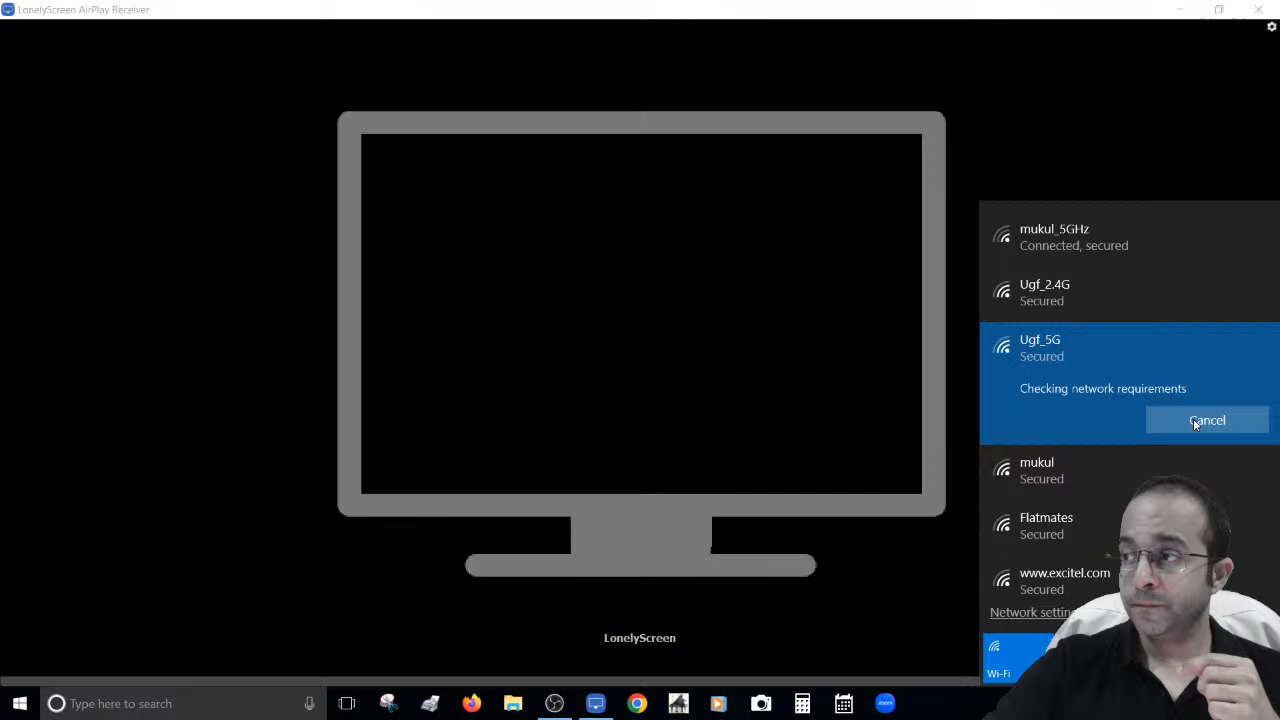 LonelyScreen AirPlay Receiver
mukul_5GHz
Connected, secured
Ugf_2.4G
Secured
Ugf_5G
Secured
Checking network requirements
Cancel
mukul
Secured
Flatmates
Secured
www.excitel.com
Secured
Network
LonelyScreen
Wi-Fi
Type here to search
zoom